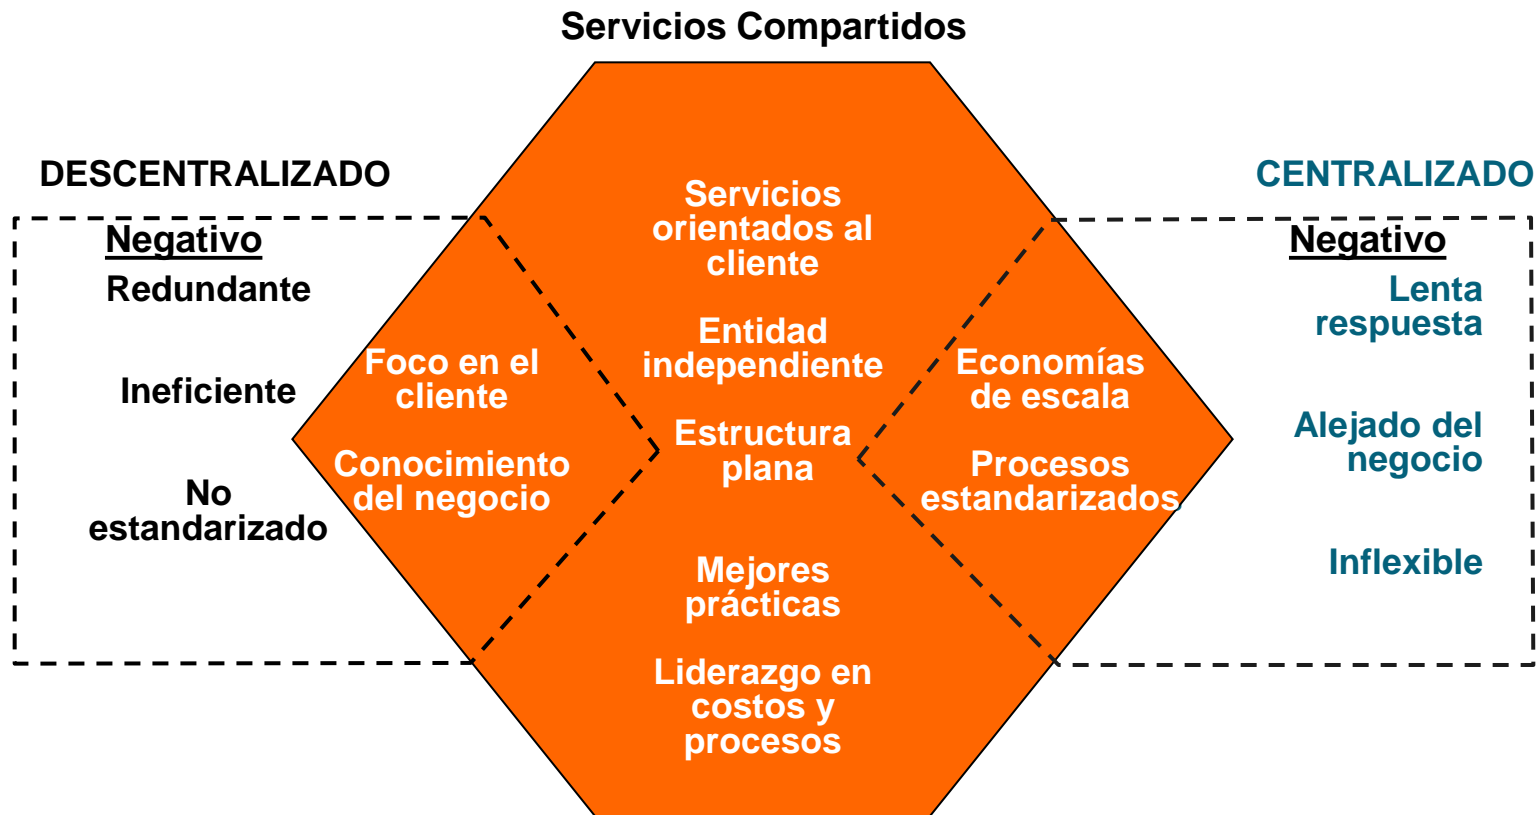 Servicios Compartidos
DESCENTRALIZADO
Negativo
Redundante
Ineficiente
No
estandarizado
Foco en el
cliente
Conocimiento
del negocio
Servicios
orientados al
cliente
Entidad
independiente
Estructura
plana
Mejores
prácticas
Liderazgo en
costos y
procesos
Economías
de escala
Procesos
estandarizados
CENTRALIZADO
Negativo
Lenta
respuesta
Alejado del
negocio
Inflexible